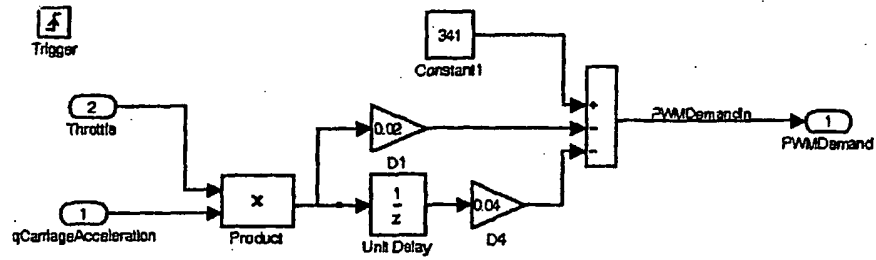 Trigger
341
Constant1
2
Throttle
0.02
D1
PWMDemandIn
1
PWMDemand
1
qCarriageAcceleration
x
Product
1
z
Unit Delay
0.04
D4
+
-
-